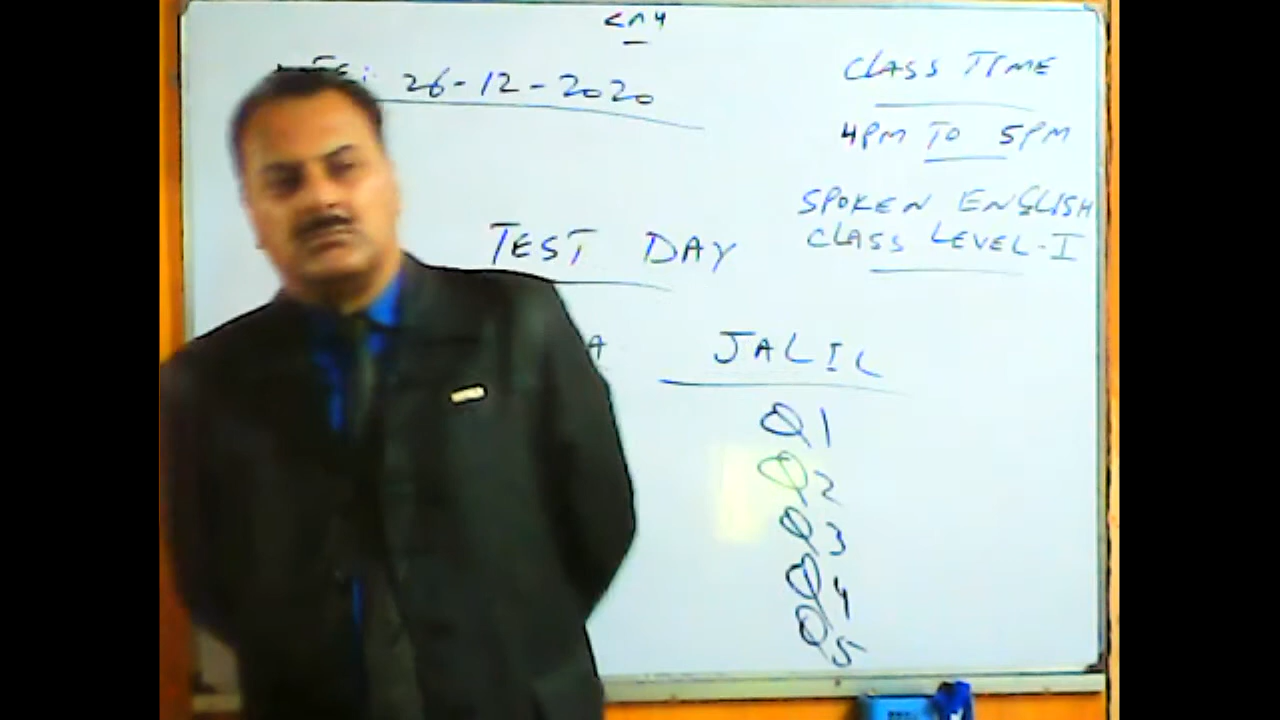 26-12-2020
CLASS TIME
4PM TO 5PM
SPOKEN ENGLISH
CLASS LEVEL-I
TEST DAY
A JALIL
Q1
Q2
Q3
Q4
Q5